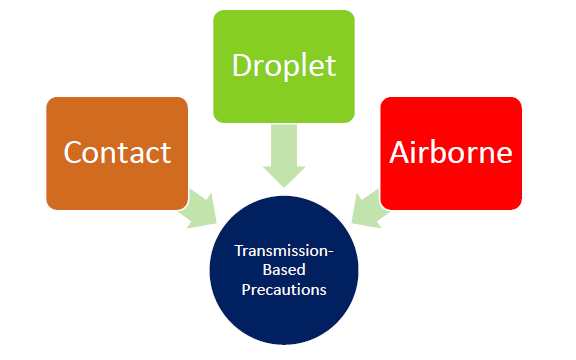 Droplet
Contact
Airborne
Transmission-
Based
Precautions